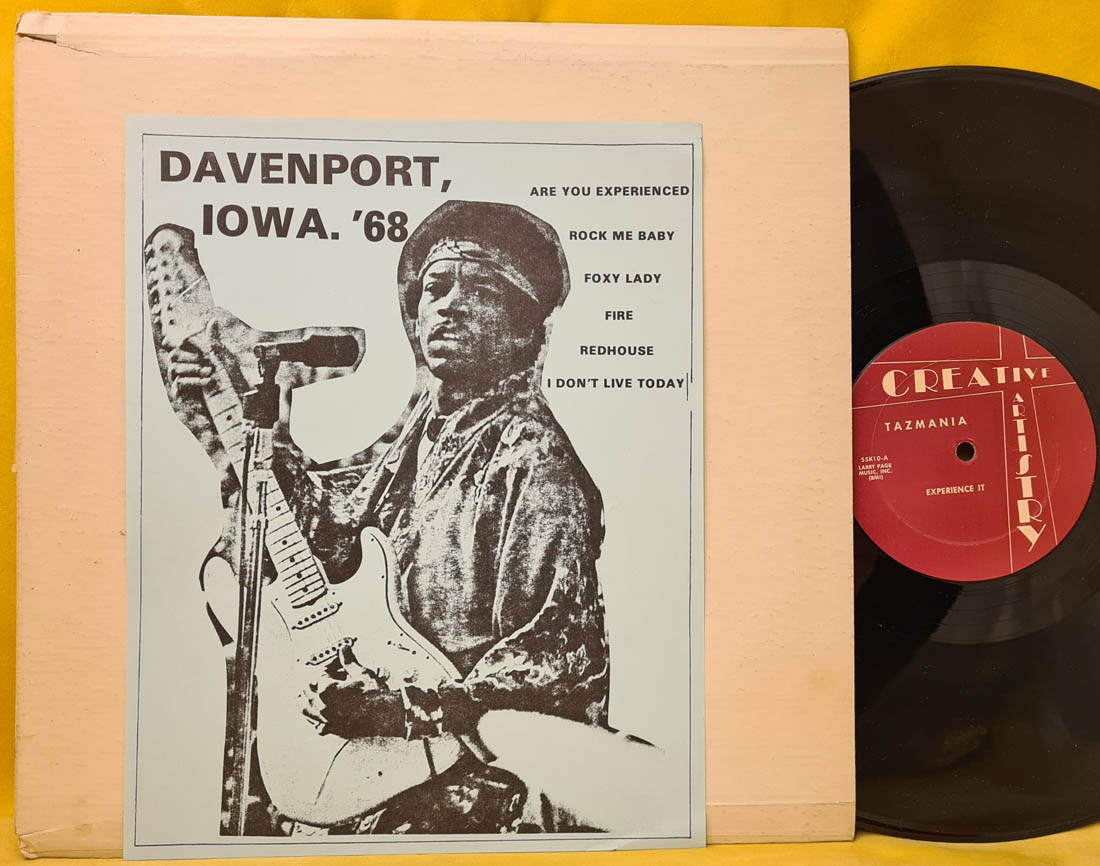 DAVENPORT,
IOWA. '68
ARE YOU EXPERIENCED
ROCK ME BABY
FOXY LADY
FIRE
REDHOUSE
I DON'T LIVE TODAY
CREATIVE
ARTISTRY
TAZMANIA
55K10-A
LARRY PAGE
MUSIC, INC.
(BMI)
EXPERIENCE IT